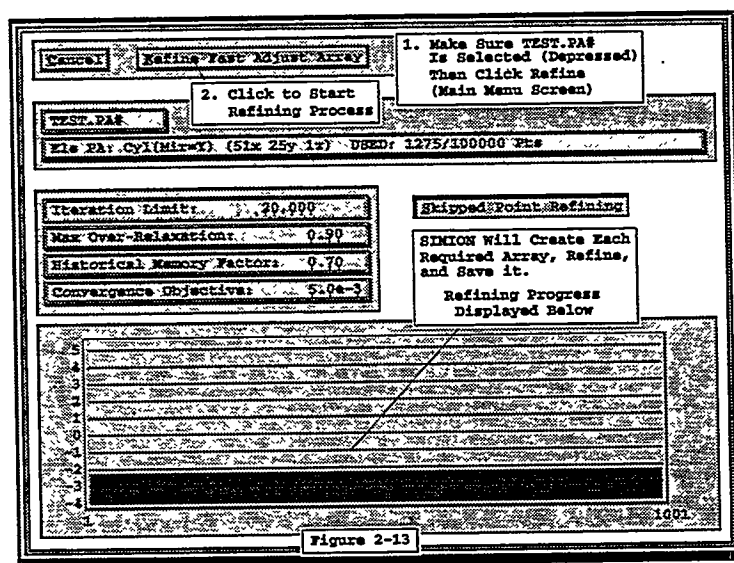 Cancel Refine Fast Adjust Array
1. Make Sure TEST.PA#
Is Selected (Depressed)
Then Click Refine
(Main Menu Screen)
2. Click to Start
Refining Process
TEST.PA#
Ele PA: Cyl(Mir=Y) (51x 25y 1z) USED: 1275/100000 Pts
Iteration Limit: 20,000
Max Over-Relaxation: 0.90
Historical Memory Factor: 0.70
Convergence Objective: 5.0e-3
Skipped Point Refining
SIMION Will Create Each
Required Array, Refine,
and Save it.
Refining Progress
Displayed Below
5
4
3
2
1
0
-1
-2
-3
-4
1 1001
Figure 2-13